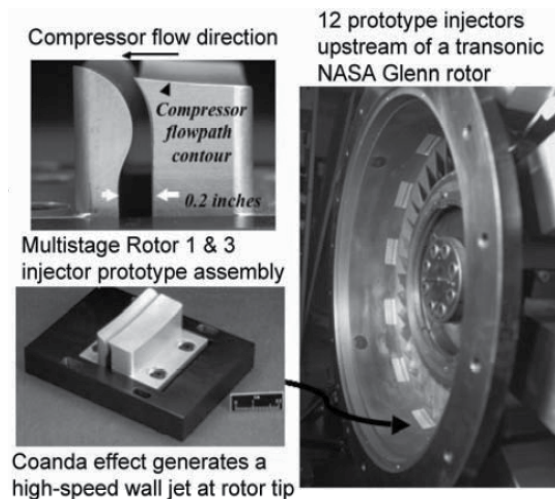 Compressor flow direction
Compressor
flowpath
contour
0.2 inches
Multistage Rotor 1 & 3
injector prototype assembly
Coanda effect generates a
high-speed wall jet at rotor tip
12 prototype injectors
upstream of a transonic
NASA Glenn rotor